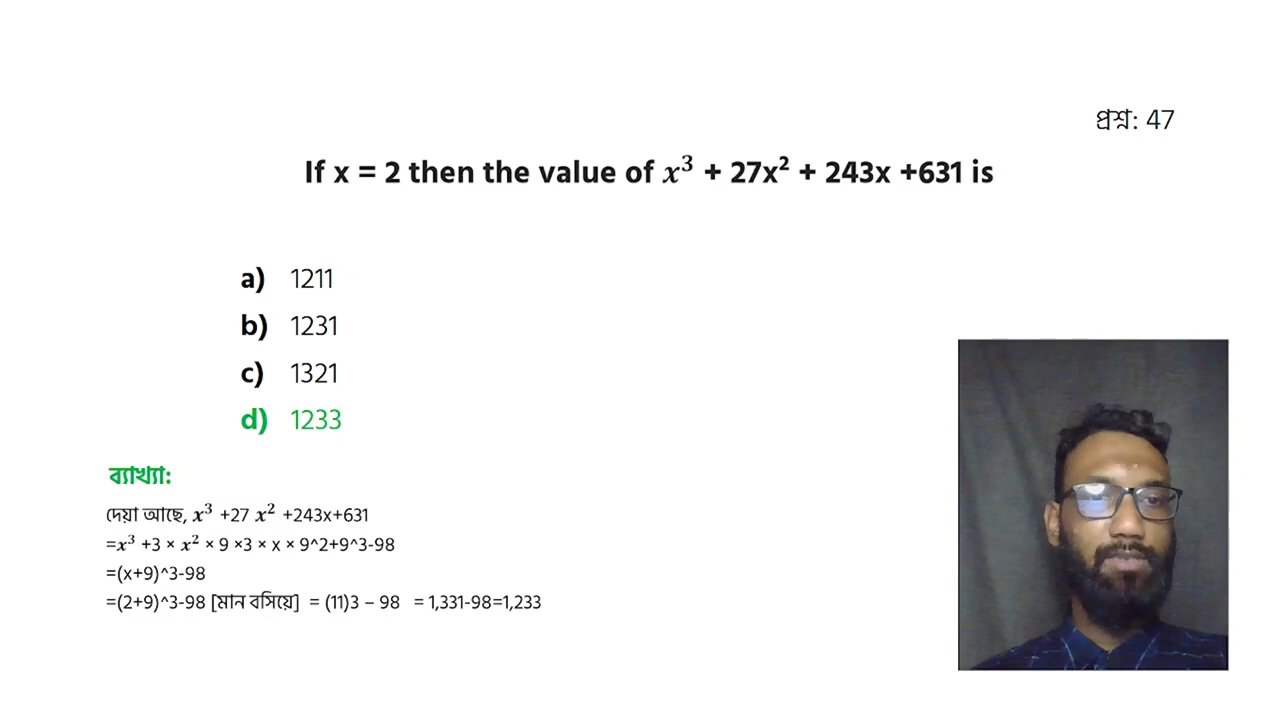 প্রশ্ন: 47
If x = 2 then the value of x³ + 27x² + 243x +631 is
a) 1211
b) 1231
c) 1321
d) 1233
ব্যাখ্যা:
দেয়া আছে, x³ +27 x² +243x+631
=x³ +3 × x² × 9 ×3 × x × 9^2+9^3-98
=(x+9)^3-98
=(2+9)^3-98 [মান বসিয়ে] = (11)3 – 98 = 1,331-98=1,233